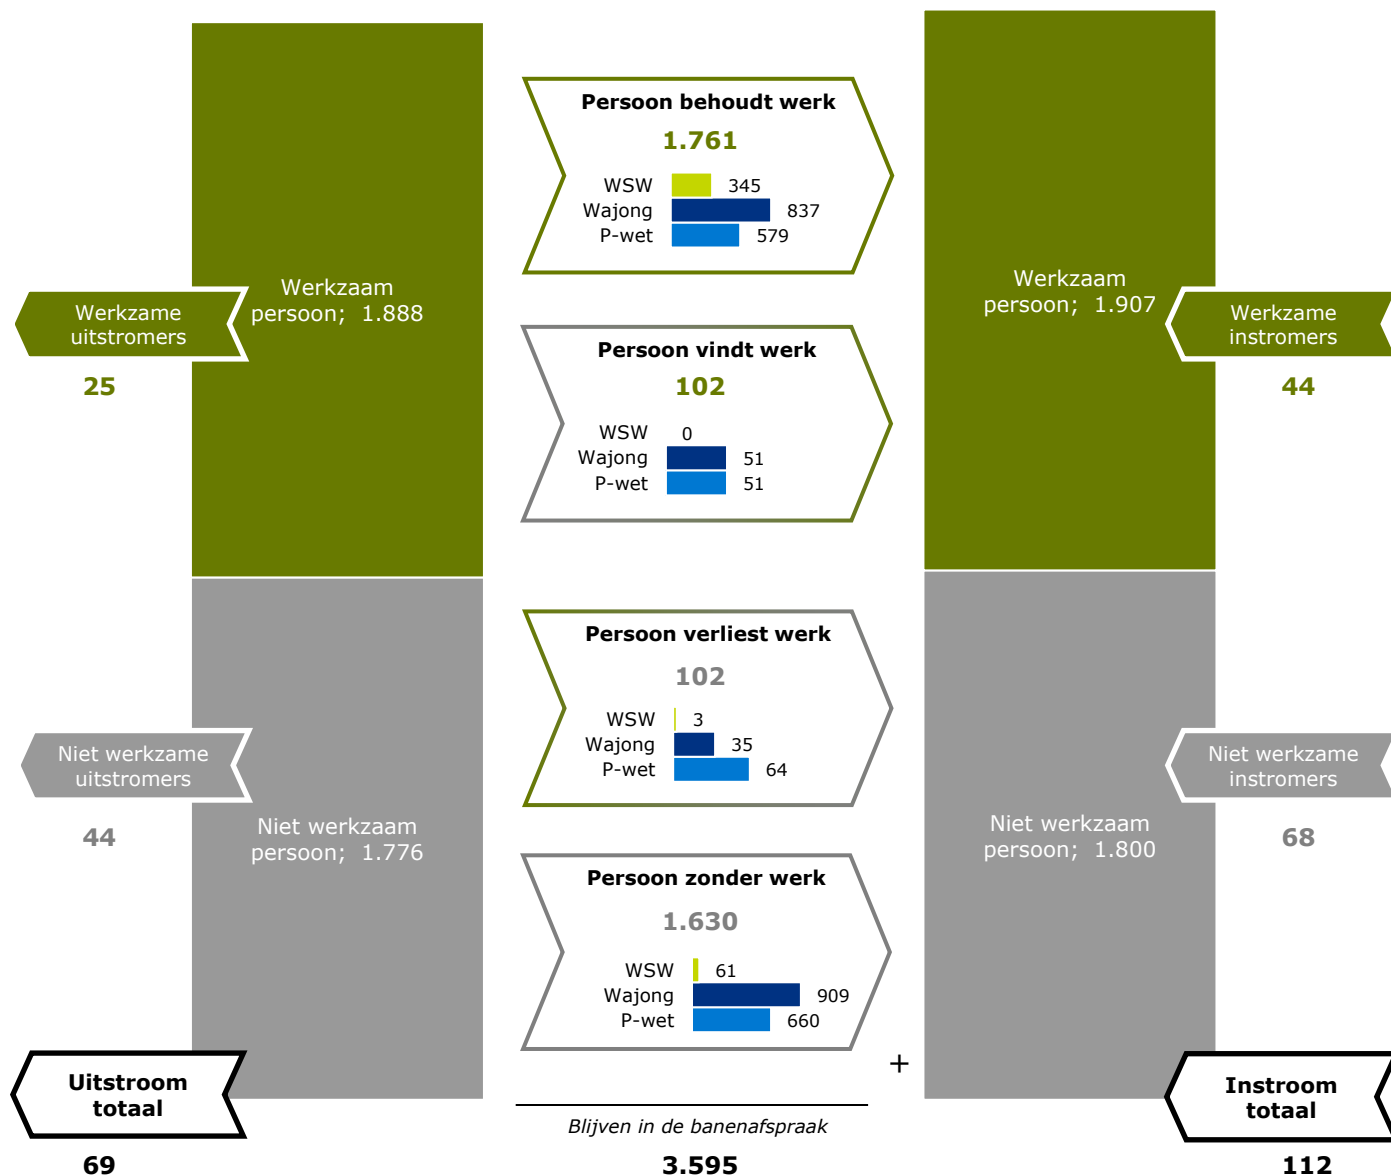 Werkzame
uitstromers
25
Werkzaam
persoon;  1.888
Niet werkzame
uitstromers
44
Niet werkzaam
persoon;  1.776
Uitstroom
totaal
69
Persoon behoudt werk
1.761
WSW 345
Wajong 837
P-wet 579
Persoon vindt werk
102
WSW 0
Wajong 51
P-wet 51
Persoon verliest werk
102
WSW 3
Wajong 35
P-wet 64
Persoon zonder werk
1.630
WSW 61
Wajong 909
P-wet 660
+
Blijven in de banenafspraak
3.595
Werkzaam
persoon;  1.907
Werkzame
instromers
44
Niet werkzaam
persoon;  1.800
Niet werkzame
instromers
68
Instroom
totaal
112